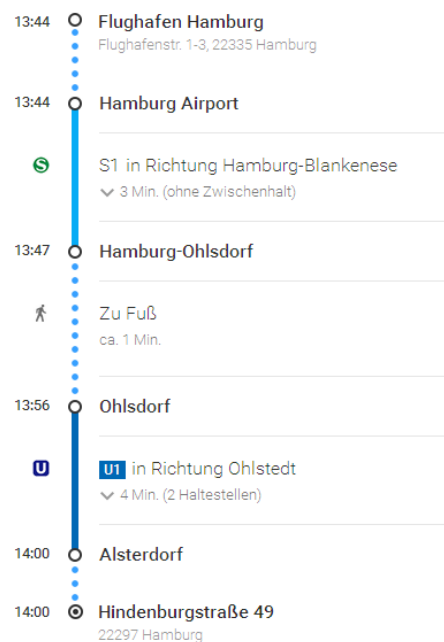 13:44 Flughafen Hamburg
Flughafenstr. 1-3, 22335 Hamburg
13:44 Hamburg Airport
S S1 in Richtung Hamburg-Blankenese
3 Min. (ohne Zwischenhalt)
13:47 Hamburg-Ohlsdorf
Zu Fuß
ca. 1 Min.
13:56 Ohlsdorf
U U1 in Richtung Ohlstedt
4 Min. (2 Haltestellen)
14:00 Alsterdorf
14:00 Hindenburgstraße 49
22297 Hamburg